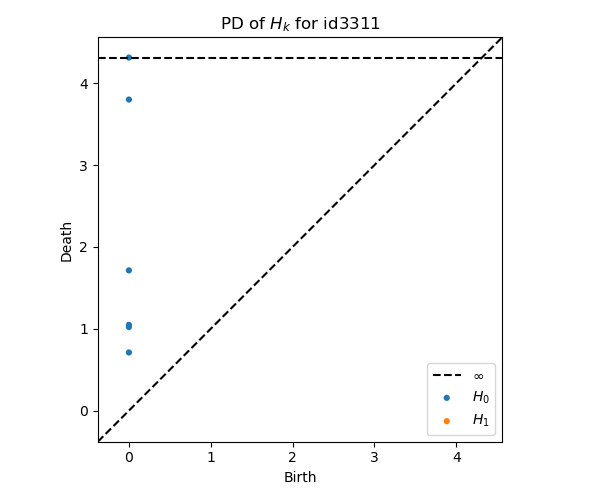 PD of $H_k$ for id3311
Death
4
3
2
1
0
0 1 2 3 4
Birth
∞
$H_0$
$H_1$